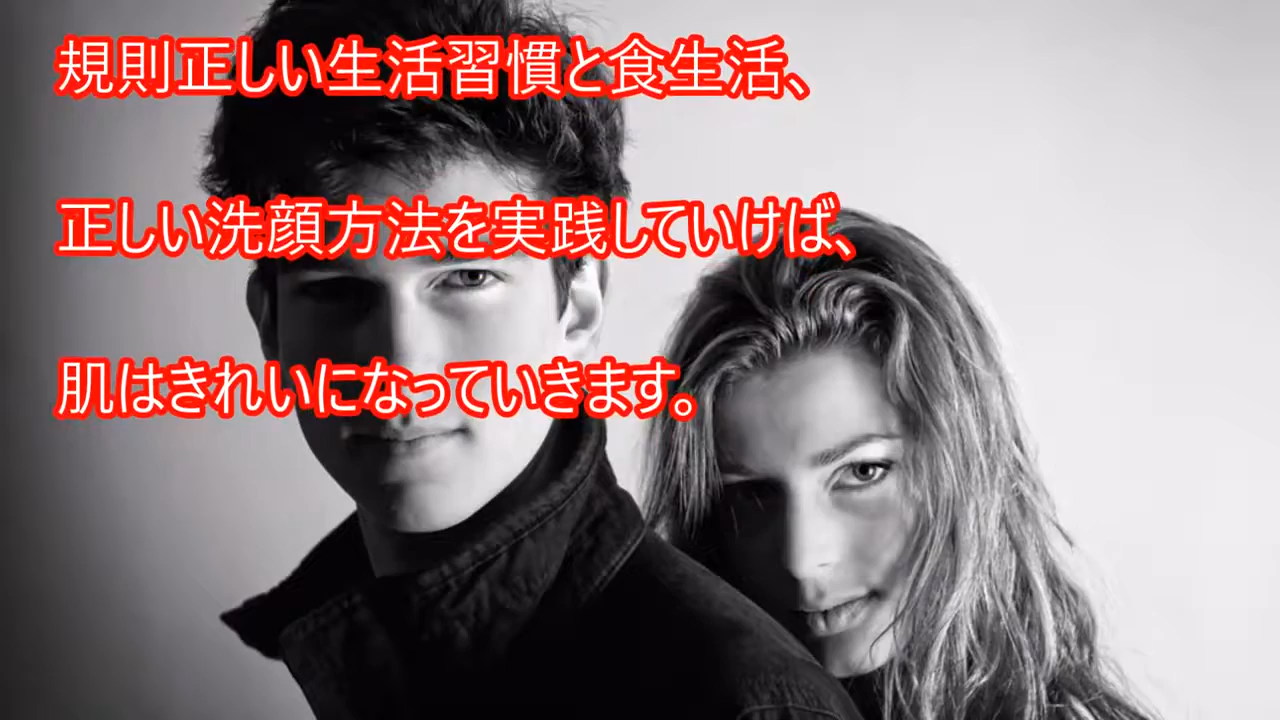 規則正しい生活習慣と食生活、
正しい洗顔方法を実践していけば、
肌はきれいになっていきます。